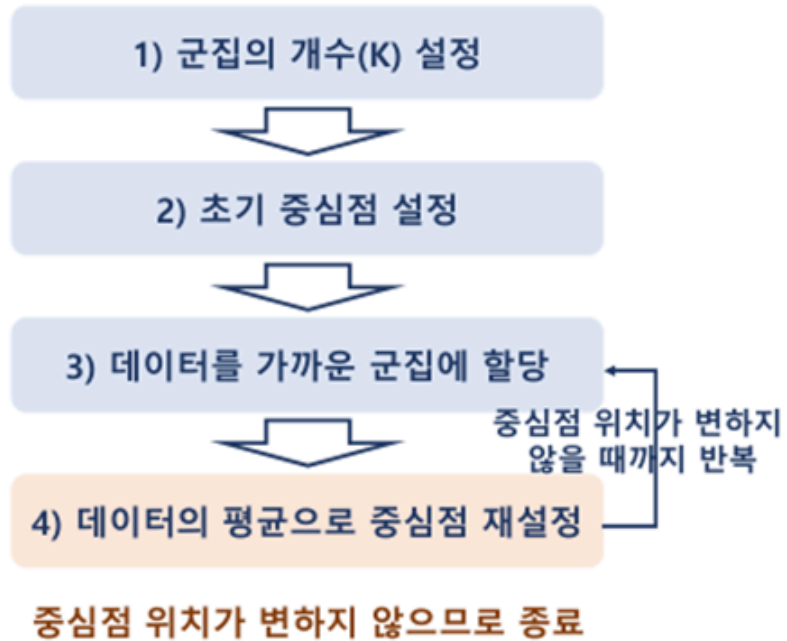 1) 군집의 개수(K) 설정
2) 초기 중심점 설정
3) 데이터를 가까운 군집에 할당
중심점 위치가 변하지
않을 때까지 반복
4) 데이터의 평균으로 중심점 재설정
중심점 위치가 변하지 않으므로 종료